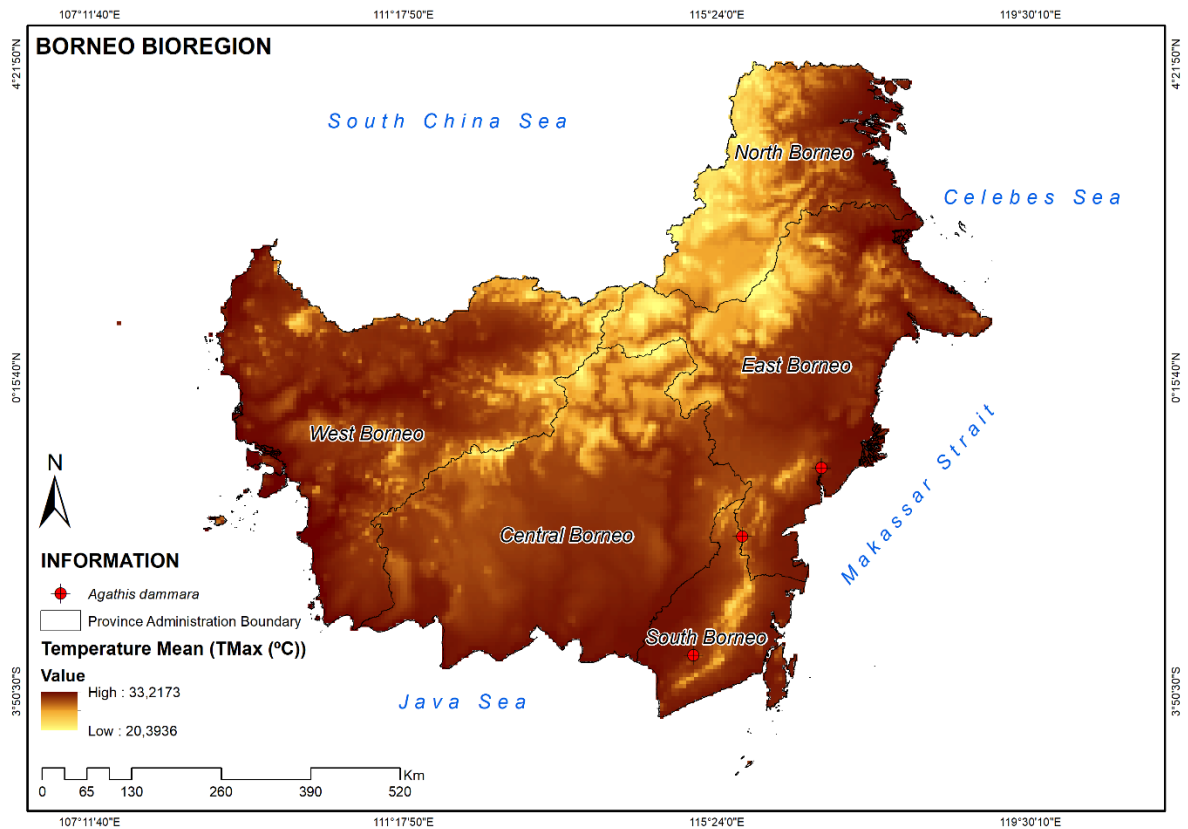 107°11'40"E
111°17'50"E
115°24'0"E
119°30'10"E
BORNEO BIOREGION
4°21'50"N
4°21'50"N
South China Sea
North Borneo
Celebes Sea
0°15'40"N
0°15'40"N
East Borneo
West Borneo
Makassar Strait
N
Central Borneo
INFORMATION
Agathis dammara
Province Administration Boundary
South Borneo
Temperature Mean (TMax (ºC))
Value
High : 33,2173
Low : 20,3936
3°50'30"S
3°50'30"S
Java Sea
Km
0 65 130 260 390 520
107°11'40"E
111°17'50"E
115°24'0"E
119°30'10"E